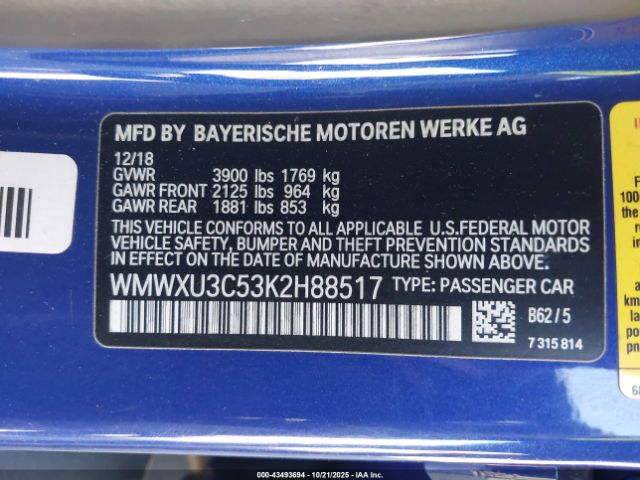 MFD BY BAYERISCHE MOTOREN WERKE AG
12/18
GVWR 3900 lbs 1769 kg
GAWR FRONT 2125 lbs 964 kg
GAWR REAR 1881 lbs 853 kg
THIS VEHICLE CONFORMS TO ALL APPLICABLE U.S.FEDERAL MOTOR
VEHICLE SAFETY, BUMPER AND THEFT PREVENTION STANDARDS
IN EFFECT ON THE DATE OF MANUFACTURE SHOWN ABOVE.
WMWXU3C53K2H88517 TYPE: PASSENGER CAR
B62/5
7 315 814
000-43493694 | 10/21/2025 - Copyright IAA, LLC.